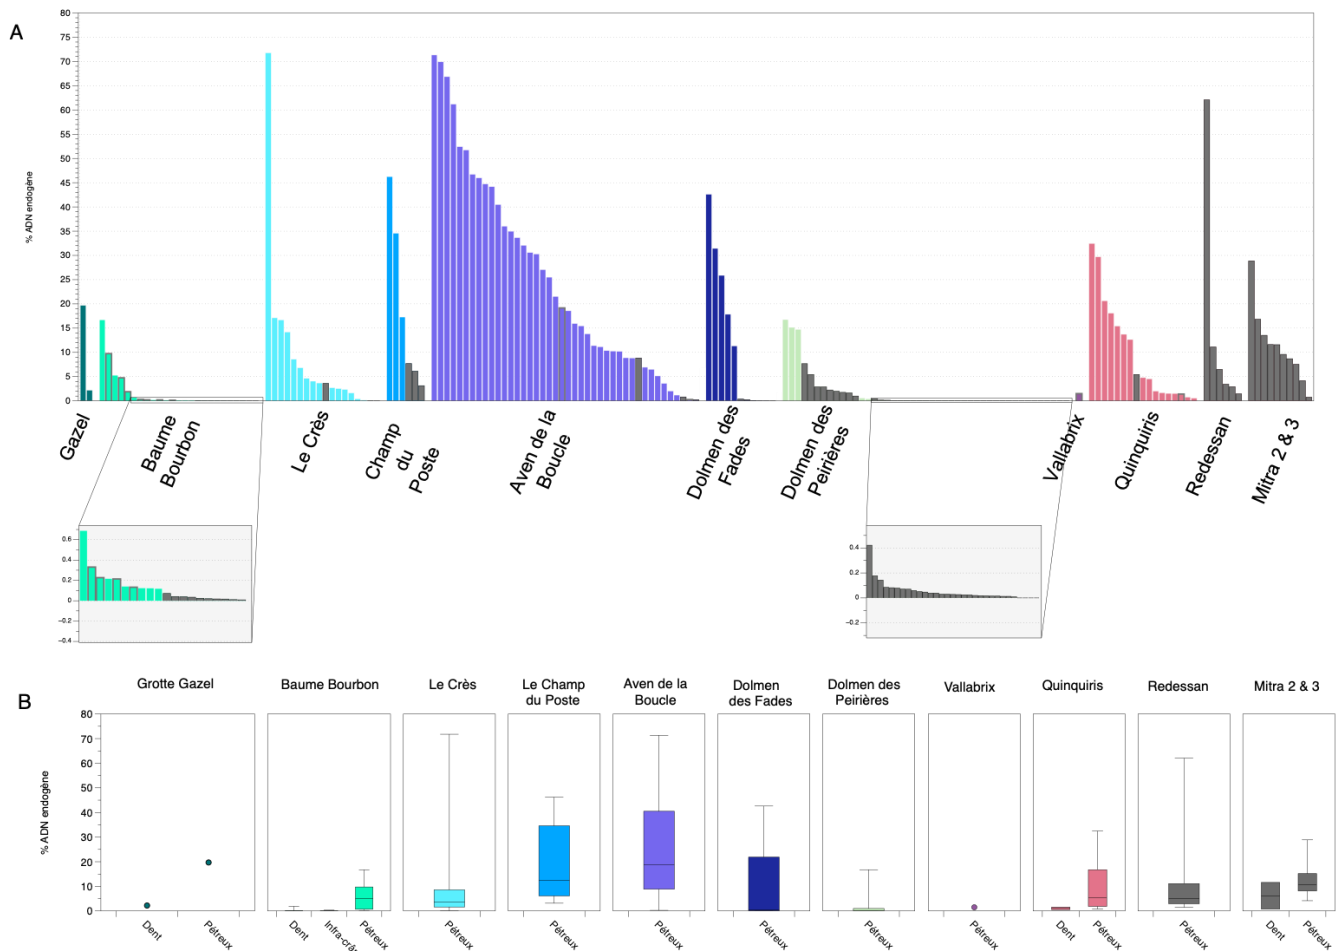 A
80
75
70
65
60
55
50
45
40
35
30
25
20
15
10
5
0
% ADN endogène
Gazel
Baume
Bourbon
Le Crès
Champ
du
Poste
Aven de la
Boucle
Dolmen des
Fades
Dolmen des
Peirières
Vallabrix
Quinquiris
Redessan
Mitra 2 & 3
0.6
0.4
0.2
0
−0.2
−0.4
0.4
0.2
0
−0.2
B
Grotte Gazel
Baume Bourbon
Le Crès
Le Champ
du Poste
Aven de la
Boucle
Dolmen
des Fades
Dolmen des
Peirières
Vallabrix
Quinquiris
Redessan
Mitra 2 & 3
80
70
60
50
40
30
20
10
0
% ADN endogène
Dent
Pétreux
Dent
Infra-crâ
Pétreux
Pétreux
Pétreux
Pétreux
Pétreux
Pétreux
Pétreux
Dent
Pétreux
Pétreux
Dent
Pétreux